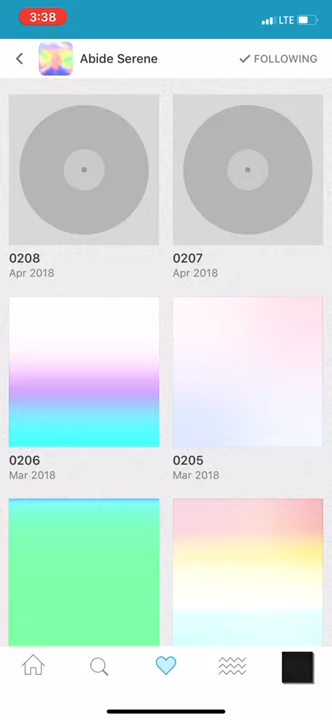 3:38
LTE
Abide Serene
FOLLOWING
0208
0207
Apr 2018
Apr 2018
0206
0205
Mar 2018
Mar 2018